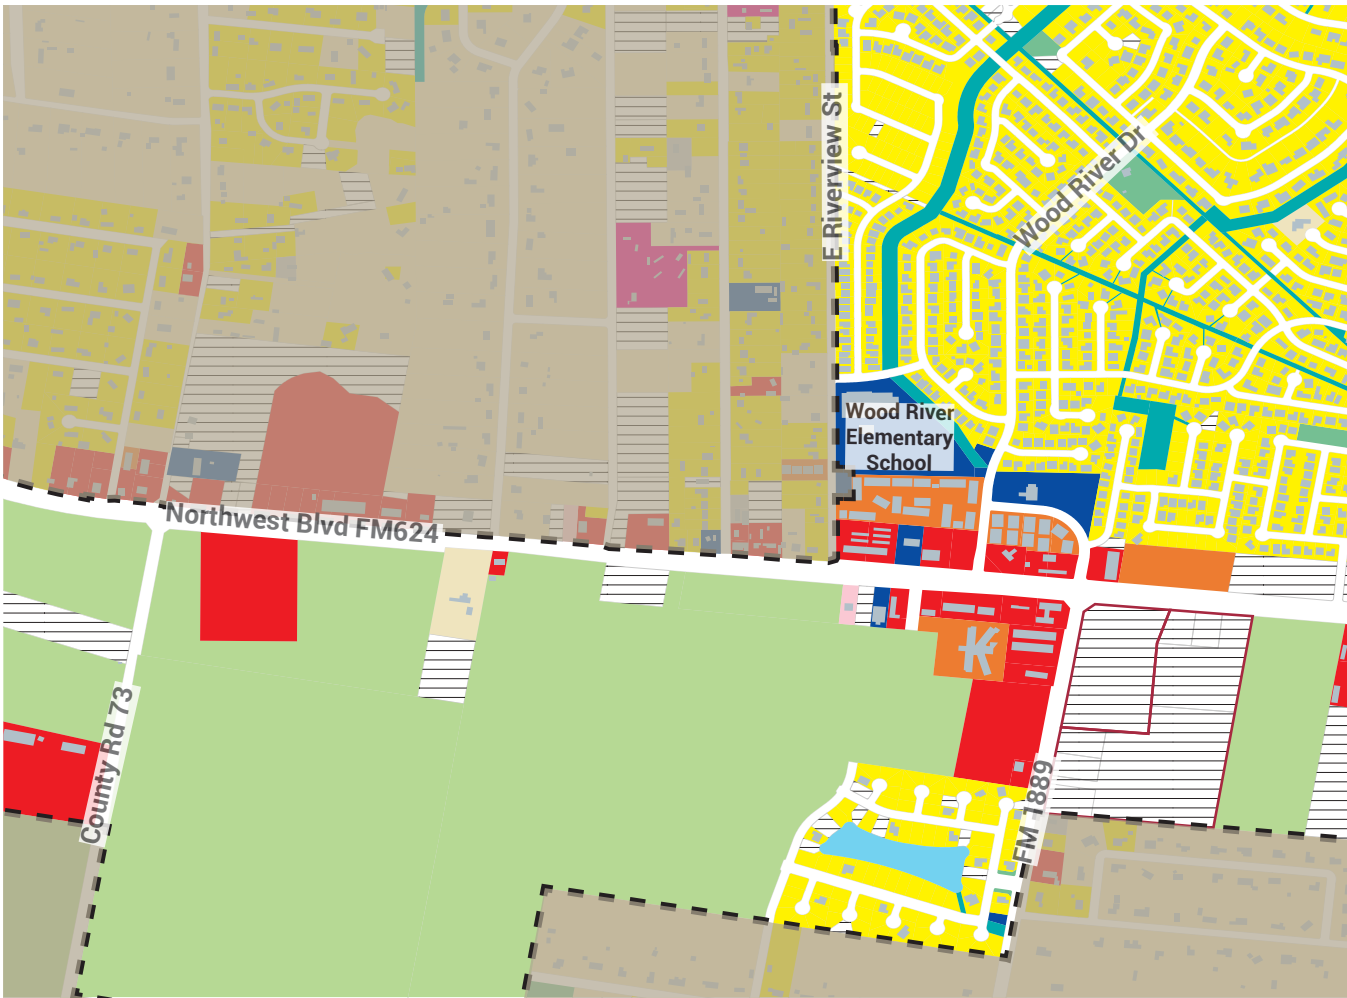 E Riverview St
Wood River Dr
Wood River
Elementary
School
Northwest Blvd FM624
County Rd 73
FM 1889